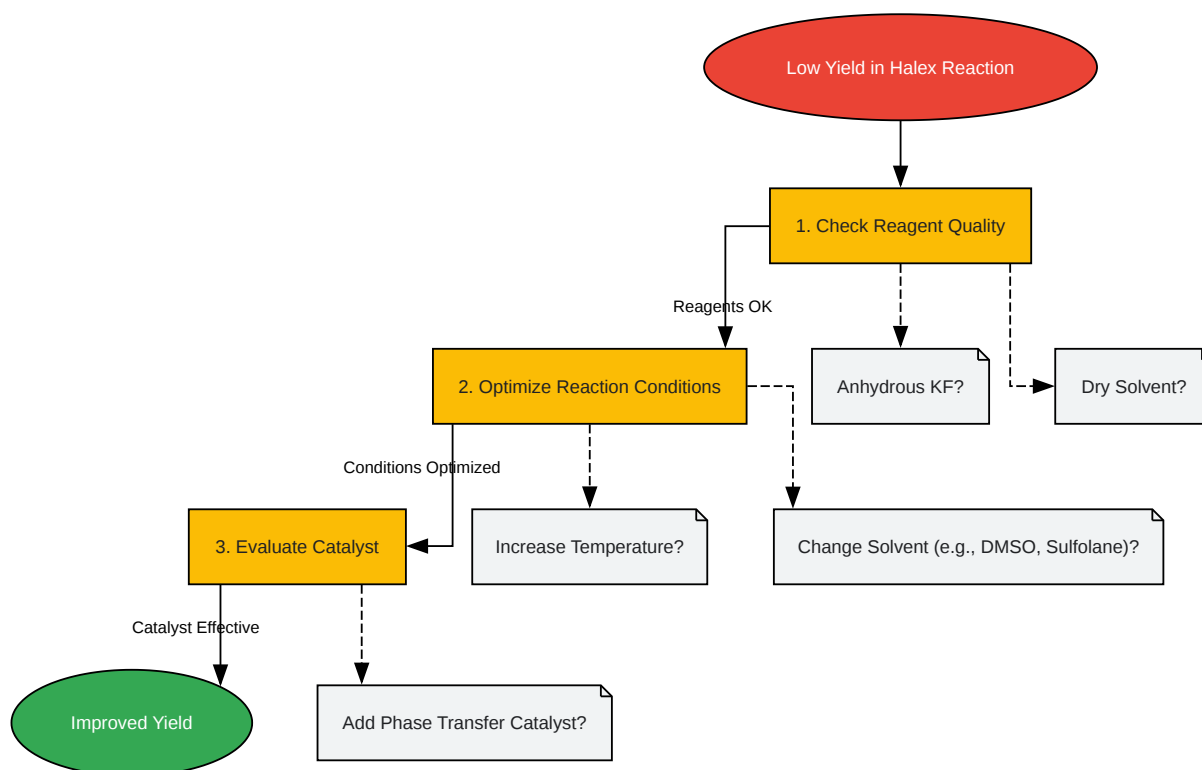 Low Yield in Halex Reaction
1. Check Reagent Quality
Reagents OK
2. Optimize Reaction Conditions
Anhydrous KF?
Dry Solvent?
Conditions Optimized
3. Evaluate Catalyst
Increase Temperature?
Change Solvent (e.g., DMSO, Sulfolane)?
Catalyst Effective
Improved Yield
Add Phase Transfer Catalyst?